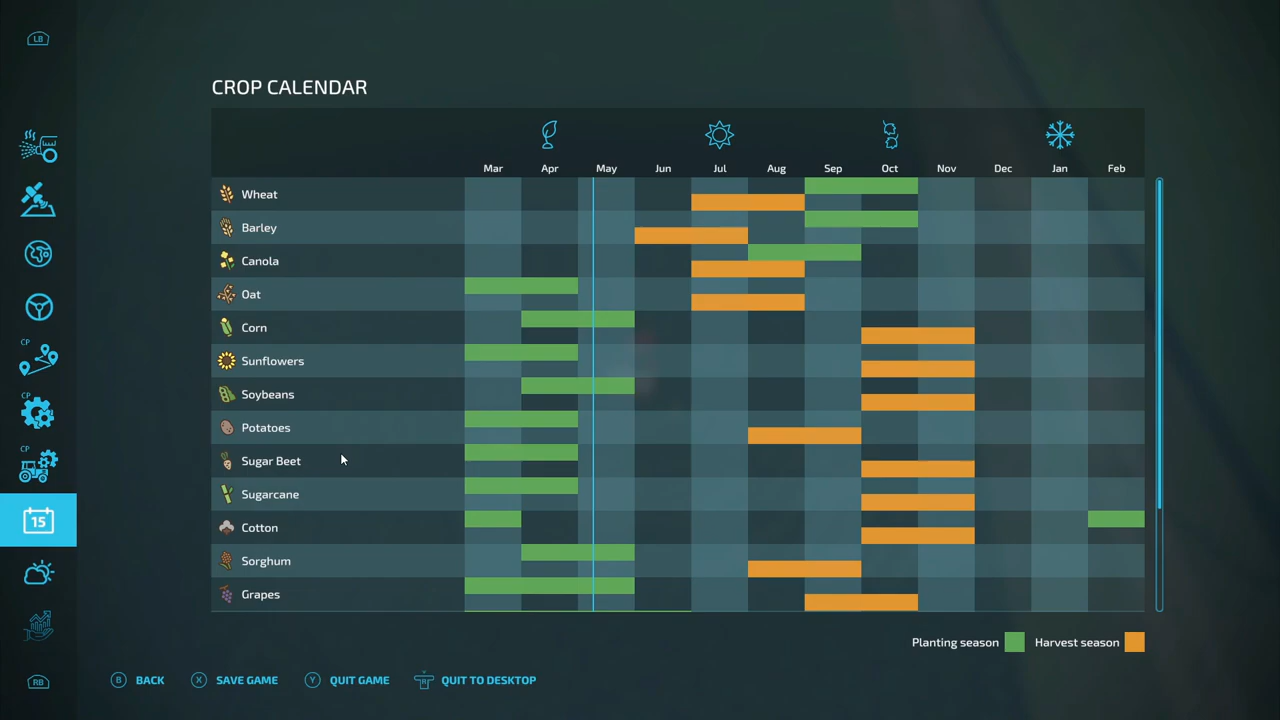 LB
CROP CALENDAR
Mar Apr May Jun Jul Aug Sep Oct Nov Dec Jan Feb
Wheat
Barley
Canola
Oat
Corn
CP
Sunflowers
Soybeans
CP
Potatoes
CP
Sugar Beet
Sugarcane
15
Cotton
Sorghum
Grapes
Planting season Harvest season
RB
B BACK X SAVE GAME Y QUIT GAME QUIT TO DESKTOP